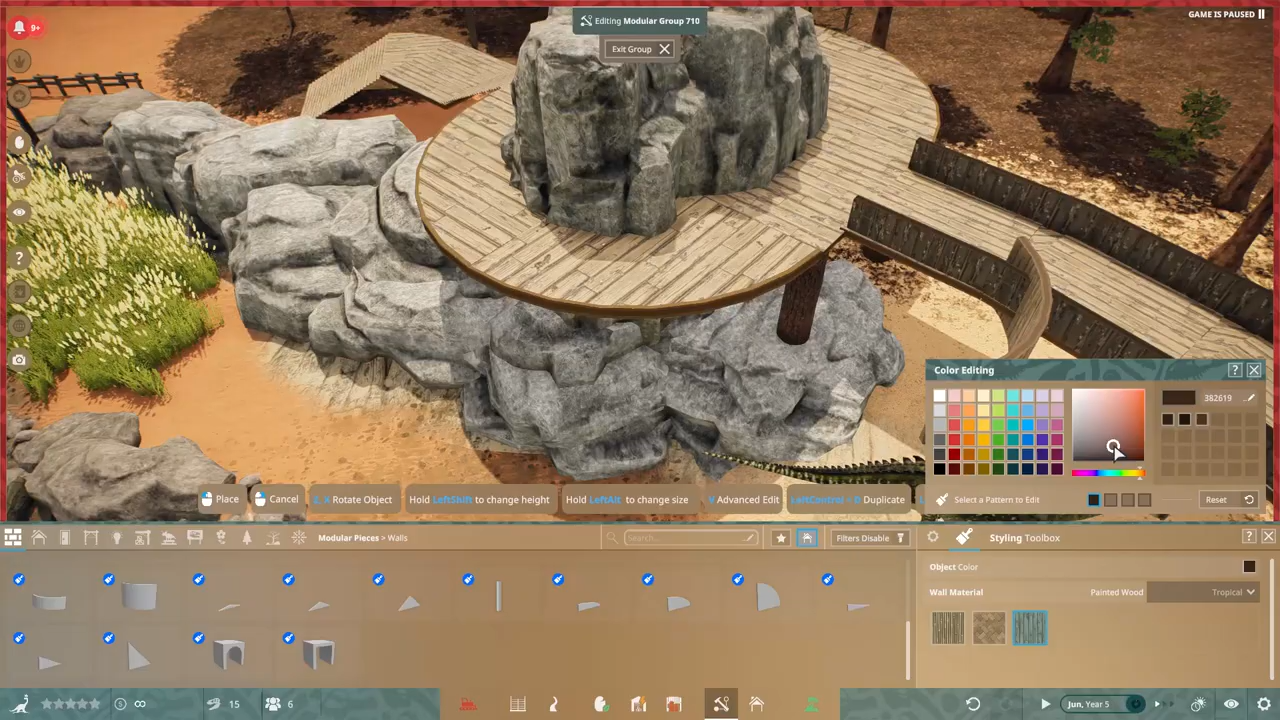 9+
Editing Modular Group 710
GAME IS PAUSED
Exit Group
Color Editing
?
382619
Place
Cancel
Z, X Rotate Object
Hold LeftShift to change height
Hold LeftAlt to change size
V Advanced Edit
LeftControl + D Duplicate
Select a Pattern to Edit
Reset
Modular Pieces > Walls
Search...
Filters Disable
Styling Toolbox
?
Object Color
Wall Material
Painted Wood
Tropical
15
6
Jun, Year 5
?